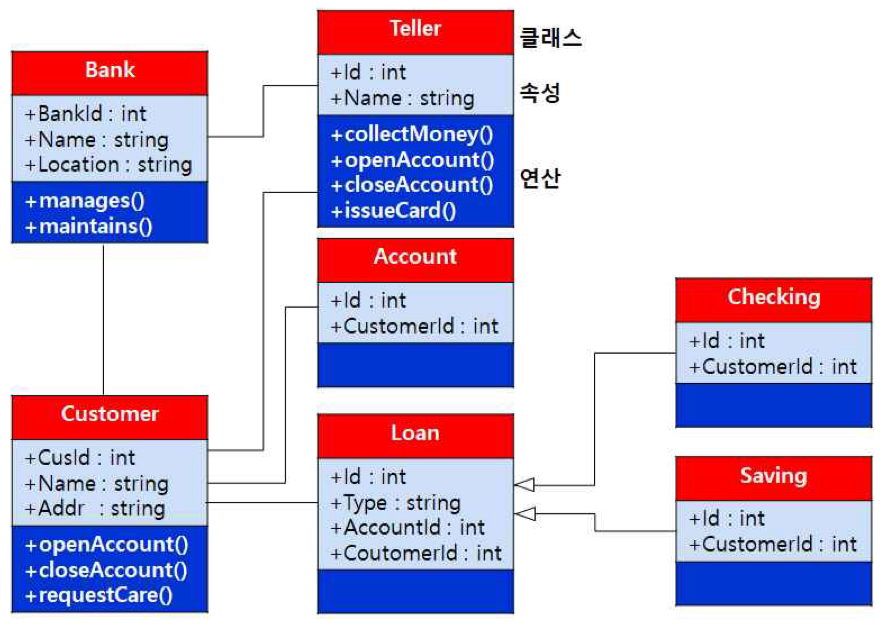 Teller
클래스
+Id : int
+Name : string
속성
+collectMoney()
+openAccount()
+closeAccount()
+issueCard()
연산
Bank
+BankId : int
+Name : string
+Location : string
+manages()
+maintains()
Account
+Id : int
+CustomerId : int
Checking
+Id : int
+CustomerId : int
Customer
+CusId : int
+Name : string
+Addr : string
+openAccount()
+closeAccount()
+requestCare()
Loan
+Id : int
+Type : string
+AccountId : int
+CoutomerId : int
Saving
+Id : int
+CustomerId : int